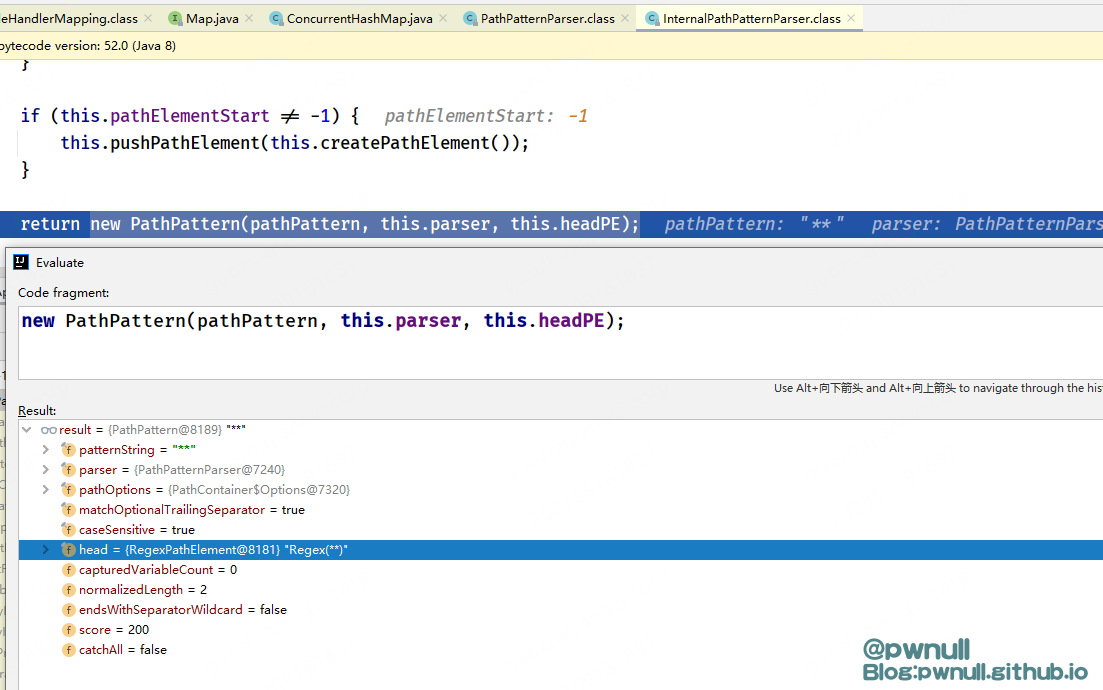 eHandlerMapping.class × Map.java × ConcurrentHashMap.java × PathPatternParser.class × InternalPathPatternParser.class ×
bytecode version: 52.0 (Java 8)
}
if (this.pathElementStart ≠ -1) { pathElementStart: -1
this.pushPathElement(this.createPathElement());
}
return new PathPattern(pathPattern, this.parser, this.headPE); pathPattern: "**" parser: PathPatternPars
Evaluate
Code fragment:
new PathPattern(pathPattern, this.parser, this.headPE);
Use Alt+向下箭头 and Alt+向上箭头 to navigate through the his
Result:
result = {PathPattern@8189} "**"
patternString = "**"
parser = {PathPatternParser@7240}
pathOptions = {PathContainer$Options@7320}
matchOptionalTrailingSeparator = true
caseSensitive = true
head = {RegexPathElement@8181} "Regex(**)"
capturedVariableCount = 0
normalizedLength = 2
endsWithSeparatorWildcard = false
score = 200
catchAll = false
@pwnull
Blog:pwnull.github.io